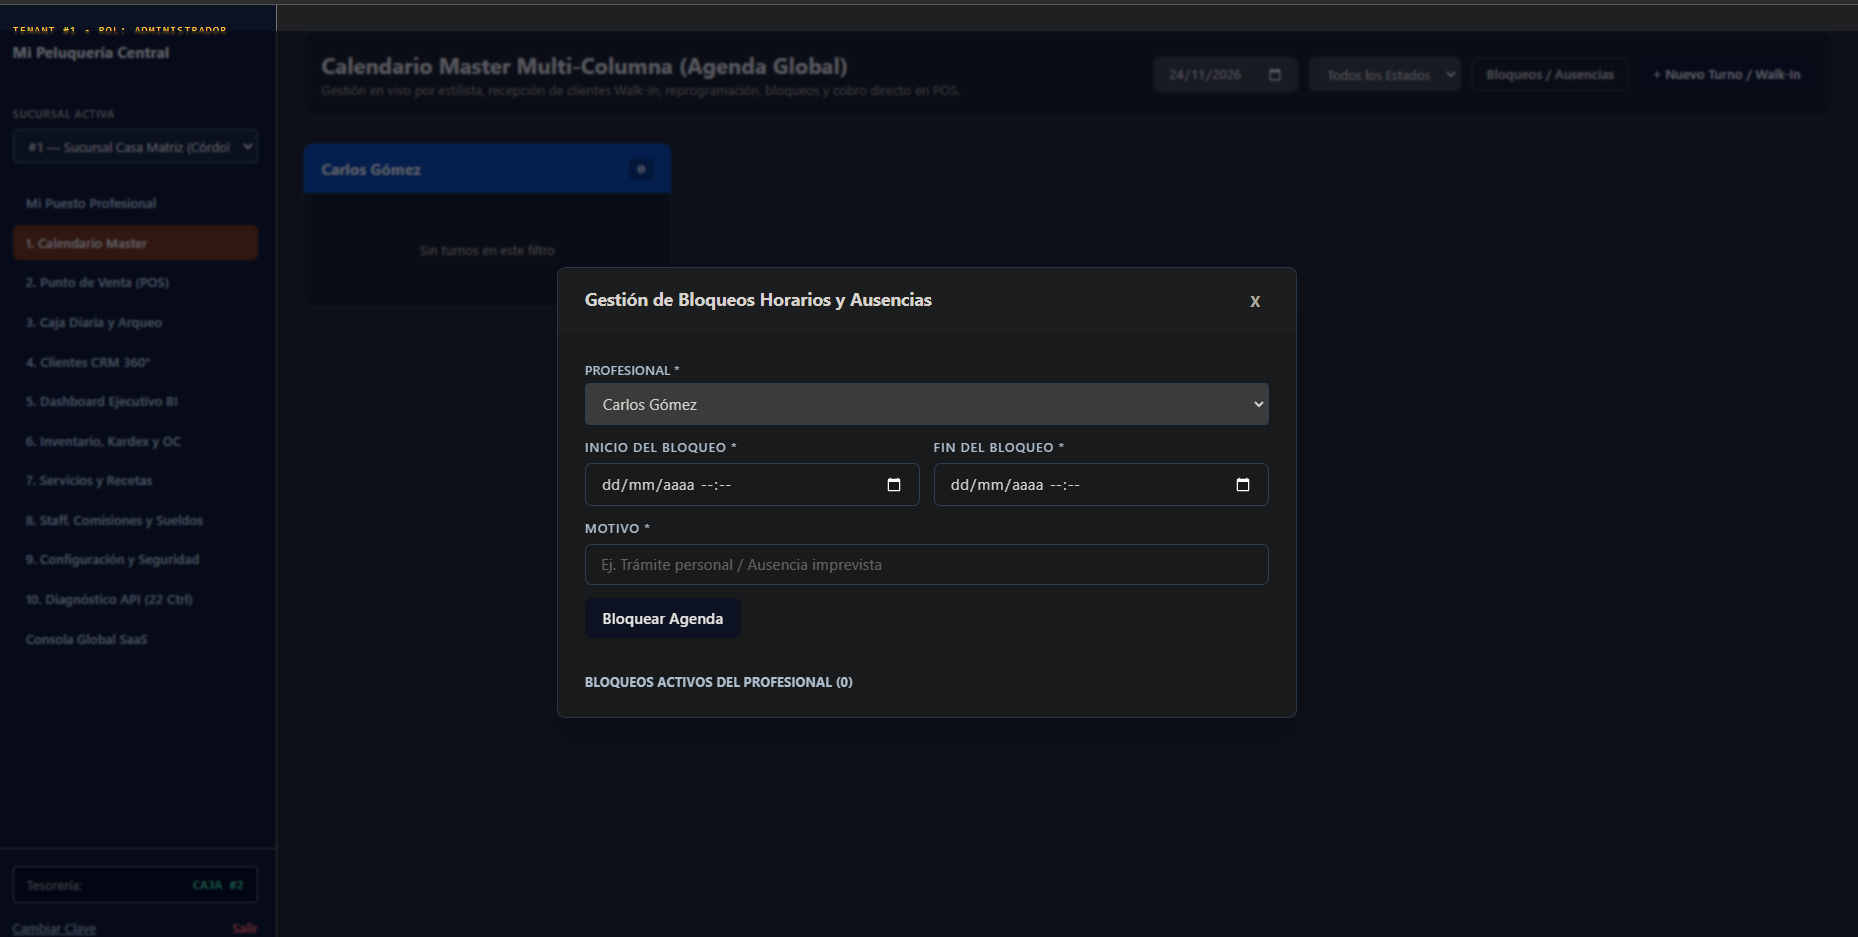 TENANT #1 - ROL: ADMINISTRADOR
Mi Peluquería Central
SUCURSAL ACTIVA
#1 — Sucursal Casa Matriz (Córdol
Mi Puesto Profesional
1. Calendario Master
2. Punto de Venta (POS)
3. Caja Diaria y Arqueo
4. Clientes CRM 360°
5. Dashboard Ejecutivo BI
6. Inventario, Kardex y OC
7. Servicios y Recetas
8. Staff, Comisiones y Sueldos
9. Configuración y Seguridad
10. Diagnóstico API (22 Ctrl)
Consola Global SaaS
Tesorería: CAJA #2
Cambiar Clave Salir
Calendario Master Multi-Columna (Agenda Global)
Gestión en vivo por estilista, recepción de clientes Walk-In, reprogramación, bloqueos y cobro directo en POS.
24/11/2026 Todos los Estados Bloqueos / Ausencias + Nuevo Turno / Walk-In
Carlos Gómez 0
Sin turnos en este filtro
Gestión de Bloqueos Horarios y Ausencias X
PROFESIONAL *
Carlos Gómez
INICIO DEL BLOQUEO * FIN DEL BLOQUEO *
dd/mm/aaaa --:-- dd/mm/aaaa --:--
MOTIVO *
Ej. Trámite personal / Ausencia imprevista
Bloquear Agenda
BLOQUEOS ACTIVOS DEL PROFESIONAL (0)